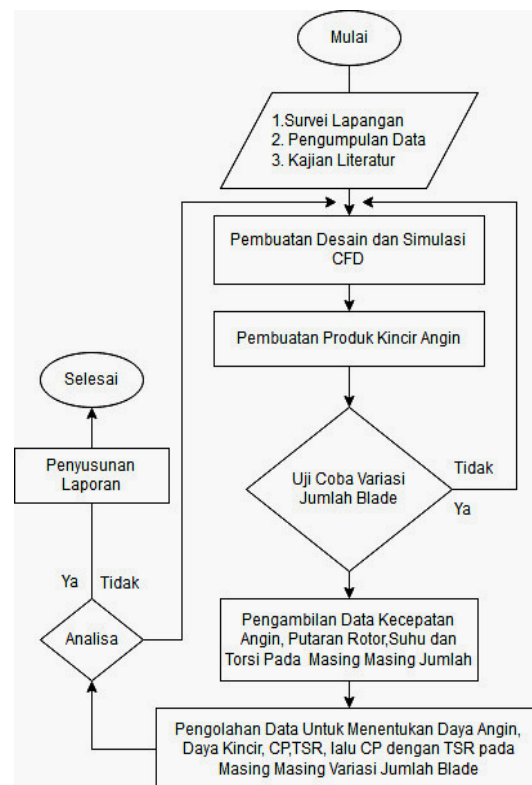 Mulai
1.Survei Lapangan
2. Pengumpulan Data
3. Kajian Literatur
Pembuatan Desain dan Simulasi
CFD
Pembuatan Produk Kincir Angin
Uji Coba Variasi
Jumlah Blade
Tidak
Ya
Pengambilan Data Kecepatan
Angin, Putaran Rotor,Suhu dan
Torsi Pada Masing Masing Jumlah
Pengolahan Data Untuk Menentukan Daya Angin,
Daya Kincir, CP,TSR, lalu CP dengan TSR pada
Masing Masing Variasi Jumlah Blade
Analisa
Ya
Tidak
Penyusunan
Laporan
Selesai